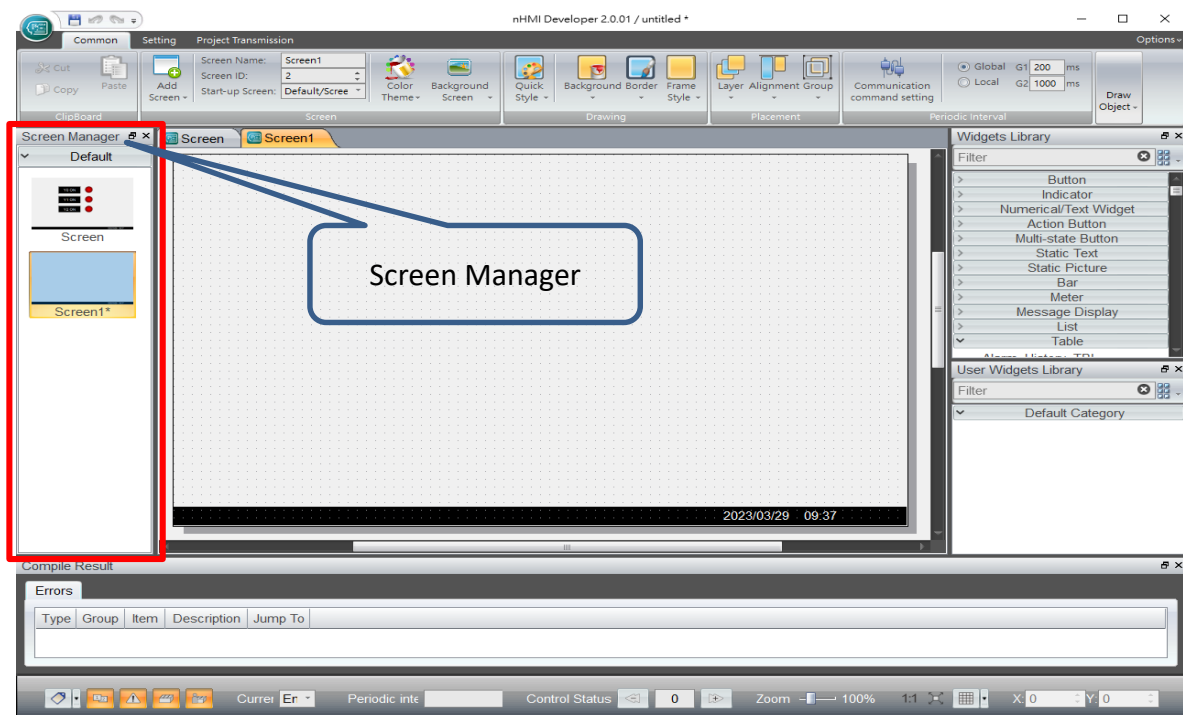 nHMI Developer 2.0.01 / untitled *
Common Setting Project Transmission Options
Cut
Copy
Paste
ClipBoard
Add
Screen
Screen Name: Screen1
Screen ID: 2
Start-up Screen: Default/Scree
Color
Theme
Background
Screen
Screen
Quick
Style
Background Border Frame
Style
Drawing
Layer Alignment Group
Placement
Communication
command setting
Global G1 200 ms
Local G2 1000 ms
Periodic Interval
Draw
Object
Screen Manager
Default
Screen
Screen1*
Screen Screen1
Screen Manager
2023/03/29 09:37
Widgets Library
Filter
Button
Indicator
Numerical/Text Widget
Action Button
Multi-state Button
Static Text
Static Picture
Bar
Meter
Message Display
List
Table
User Widgets Library
Filter
Default Category
Compile Result
Errors
Type Group Item Description Jump To
Currer Er Periodic inte Control Status 0 Zoom 100% 1:1 X: 0 Y: 0